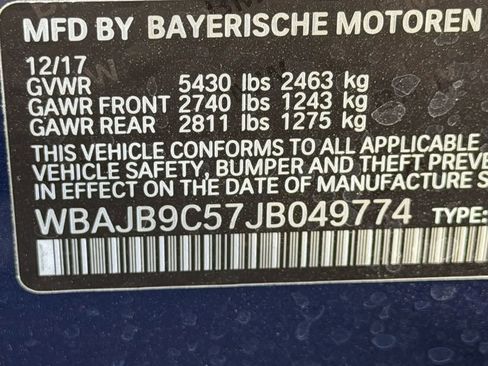 MFD BY BAYERISCHE MOTOREN
12/17
GVWR 5430 lbs 2463 kg
GAWR FRONT 2740 lbs 1243 kg
GAWR REAR 2811 lbs 1275 kg
THIS VEHICLE CONFORMS TO ALL APPLICABLE
VEHICLE SAFETY, BUMPER AND THEFT PREVE
IN EFFECT ON THE DATE OF MANUFACTURE S
WBAJB9C57JB049774 TYPE: